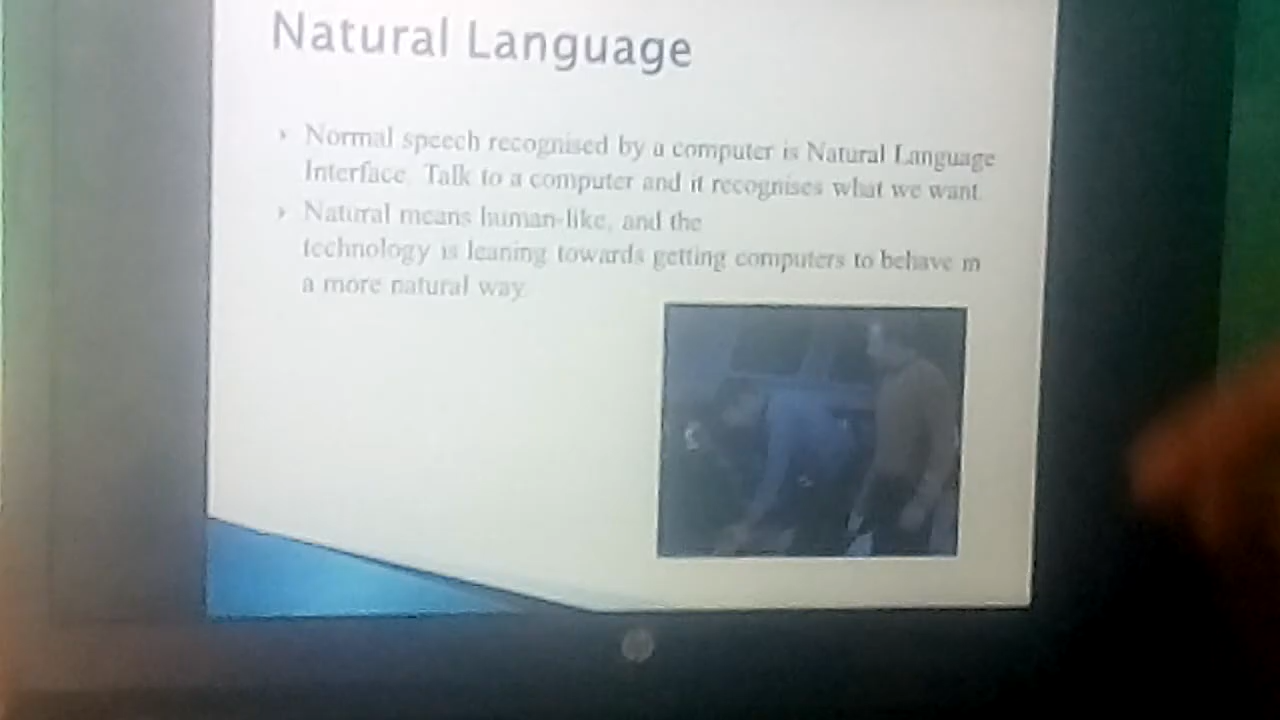 Natural Language
Normal speech recognised by a computer is Natural Language
Interface. Talk to a computer and it recognises what we want.
Natural means human-like, and the
technology is leaning towards getting computers to behave in
a more natural way.